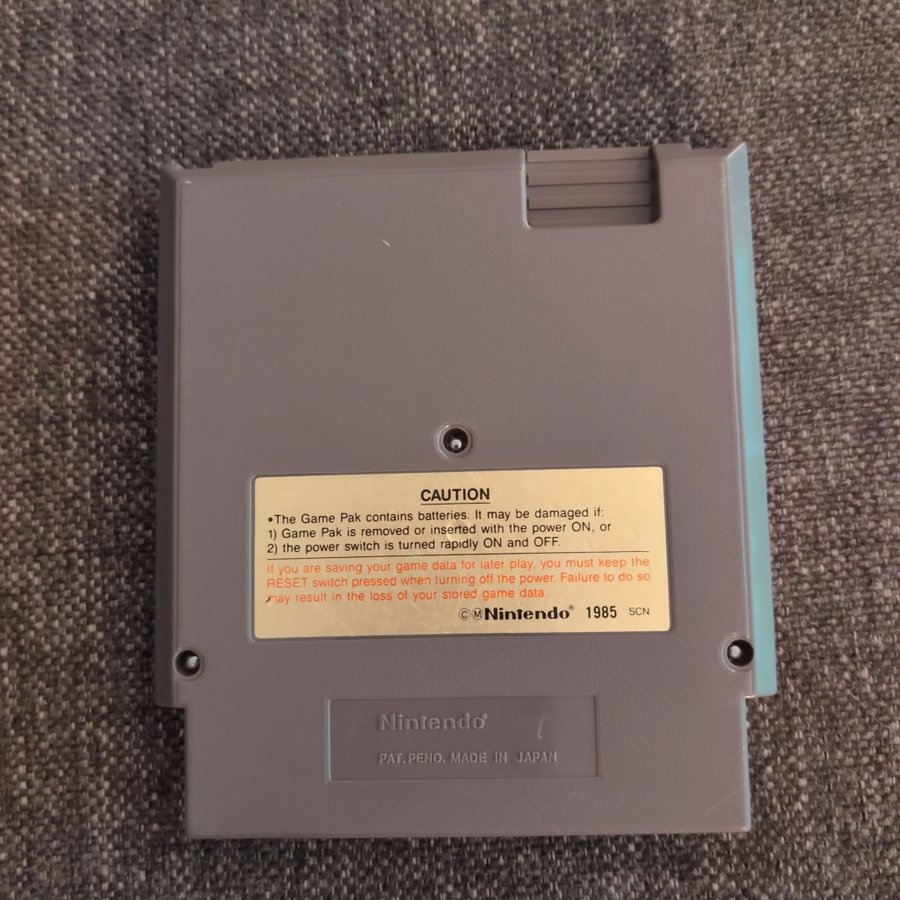 CAUTION
•The Game Pak contains batteries. It may be damaged if:
1) Game Pak is removed or inserted with the power ON, or
2) the power switch is turned rapidly ON and OFF.
If you are saving your game data for later play, you must keep the
RESET switch pressed when turning off the power. Failure to do so
may result in the loss of your stored game data.
©Ⓜ Nintendo® 1985 SCN
Nintendo®
PAT. PEND. MADE IN JAPAN